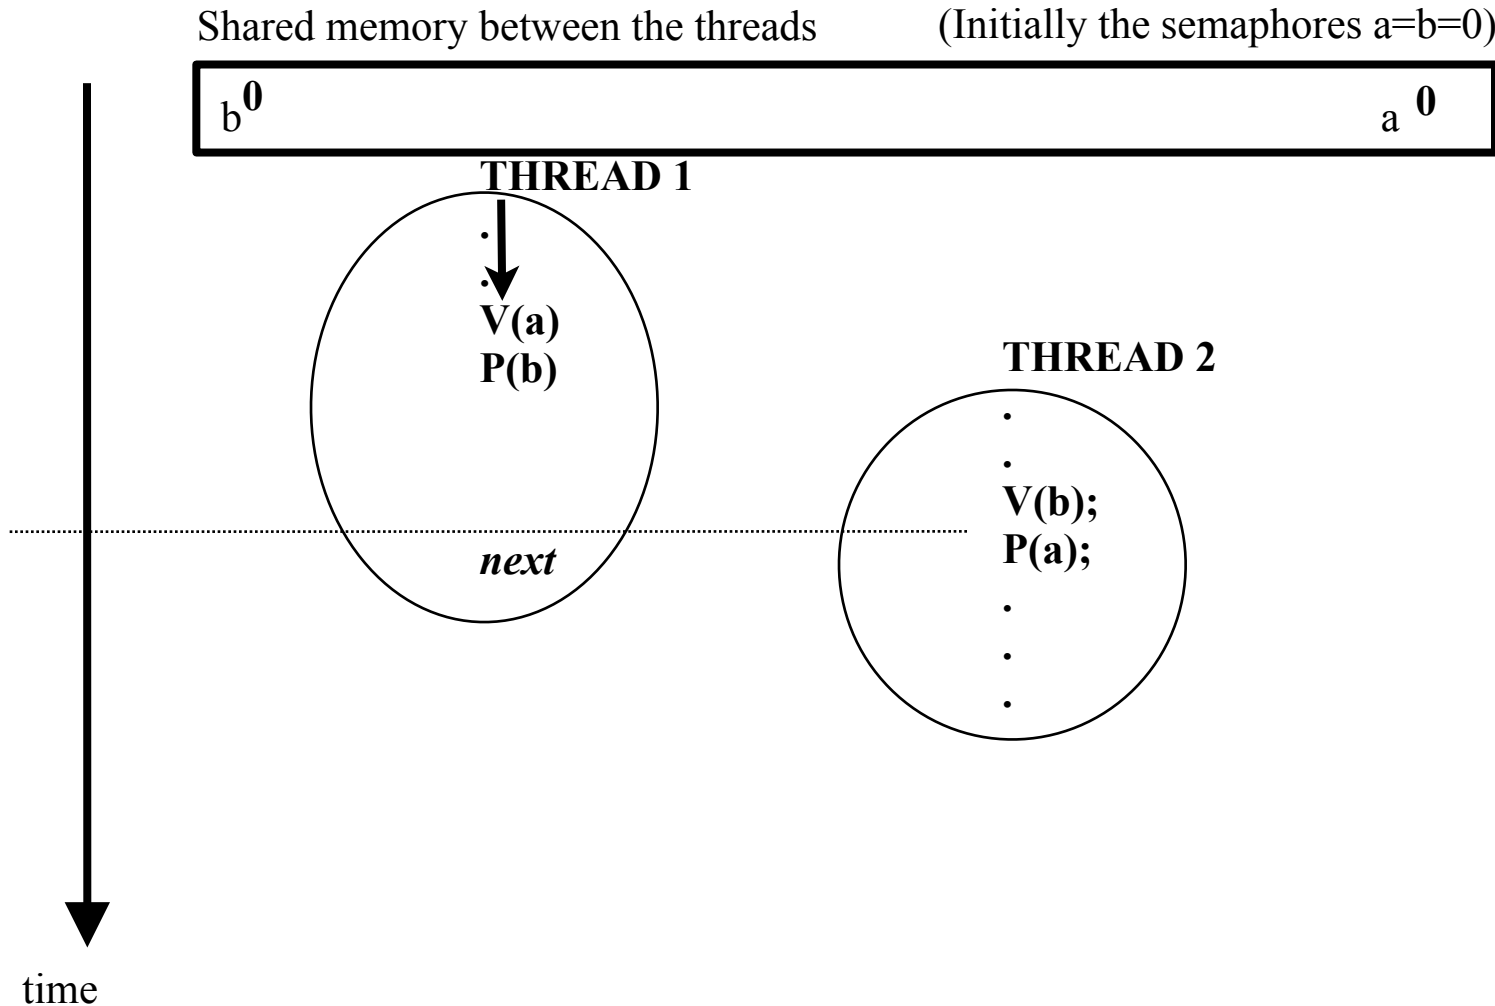 Shared memory between the threads (Initially the semaphores a=b=0)
b0 a 0
THREAD 1
.
.
V(a)
P(b)
THREAD 2
.
.
V(b);
P(a);
next
.
.
.
time